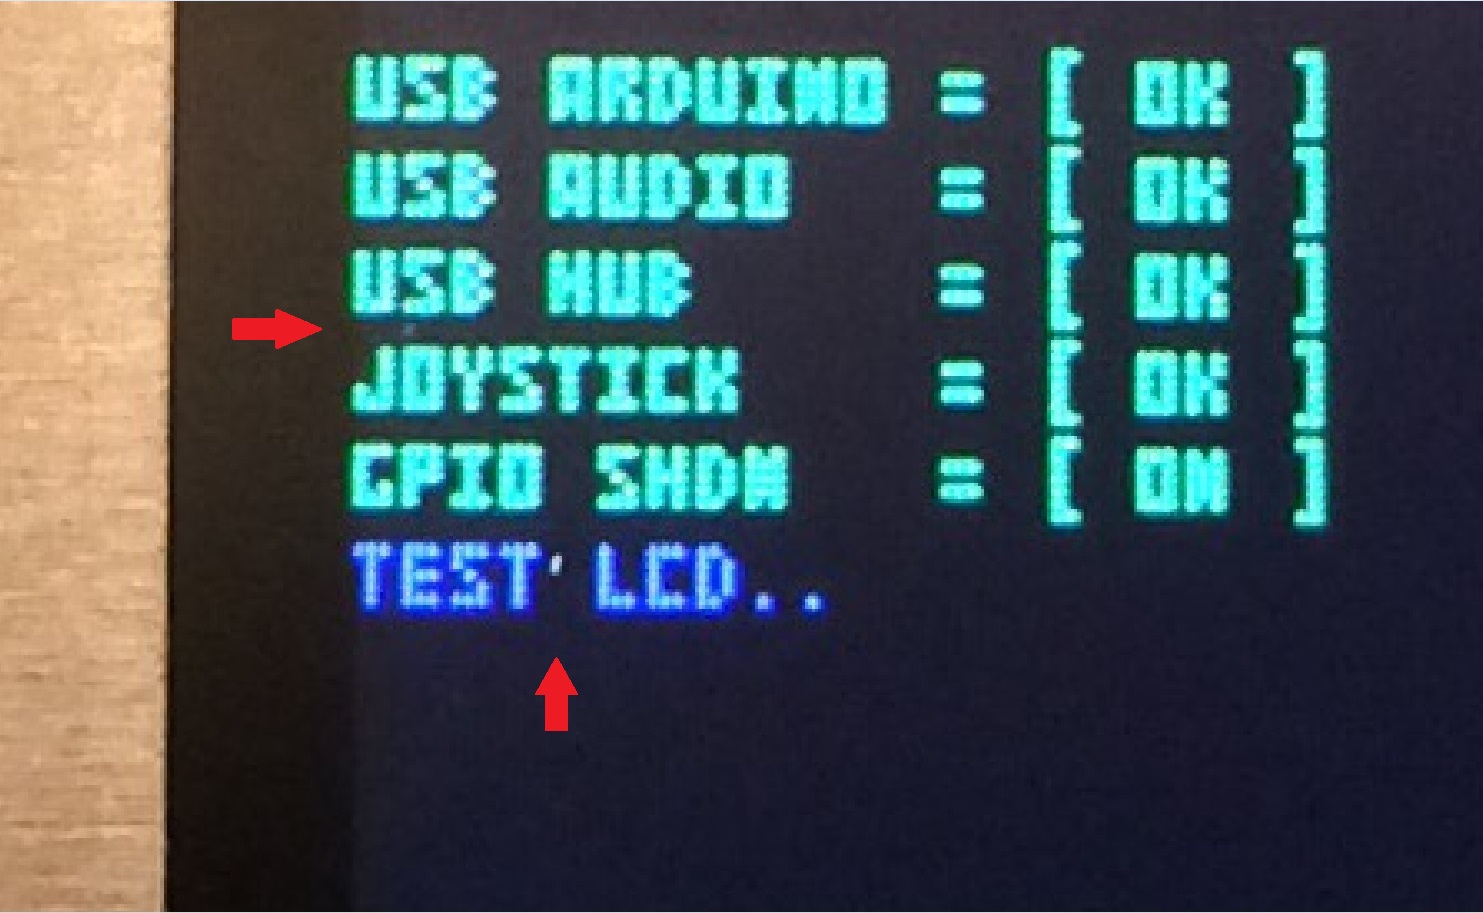 USB ARDUINO = [ OK ]
USB AUDIO = [ OK ]
USB HUB = [ OK ]
JOYSTICK = [ OK ]
GPIO SHDN = [ ON ]
TEST LCD..